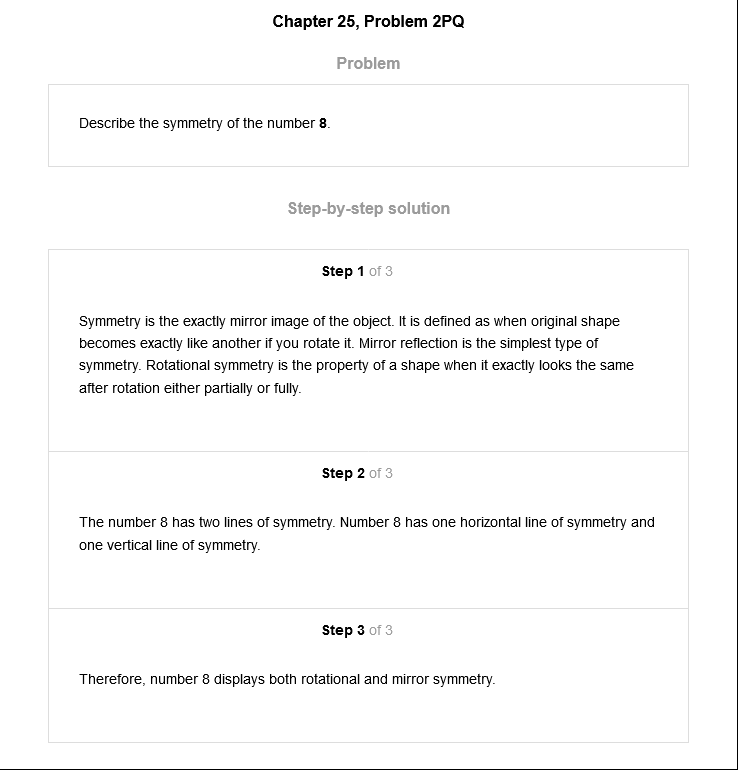 Chapter 25, Problem 2PQ
Problem
Describe the symmetry of the number 8.
Step-by-step solution
Step 1 of 3
Symmetry is the exactly mirror image of the object. It is defined as when original shape
becomes exactly like another if you rotate it. Mirror reflection is the simplest type of
symmetry. Rotational symmetry is the property of a shape when it exactly looks the same
after rotation either partially or fully.
Step 2 of 3
The number 8 has two lines of symmetry. Number 8 has one horizontal line of symmetry and
one vertical line of symmetry.
Step 3 of 3
Therefore, number 8 displays both rotational and mirror symmetry.